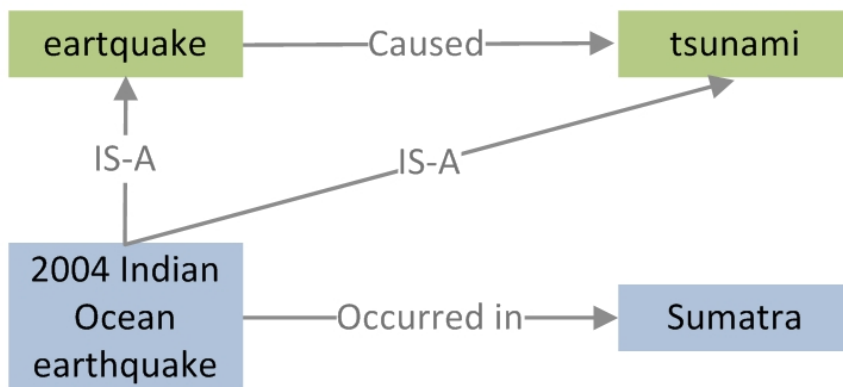 eartquake
Caused
tsunami
IS-A
IS-A
2004 Indian
Ocean
earthquake
Occurred in
Sumatra